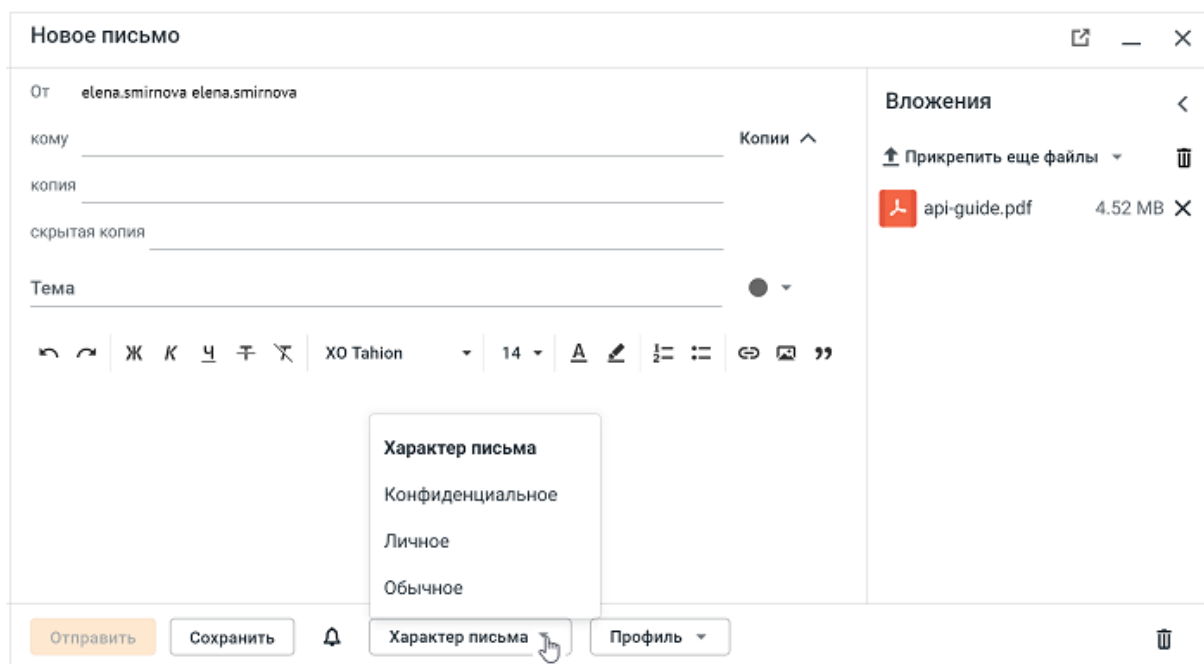 Новое письмо
От elena.smirnova elena.smirnova
Вложения
кому
Копии
Прикрепить еще файлы
копия
api-guide.pdf 4.52 MB
скрытая копия
Тема
Ж К Ч Т Т XO Tahion 14 A
Характер письма
Конфиденциальное
Личное
Обычное
Отправить Сохранить Характер письма Профиль